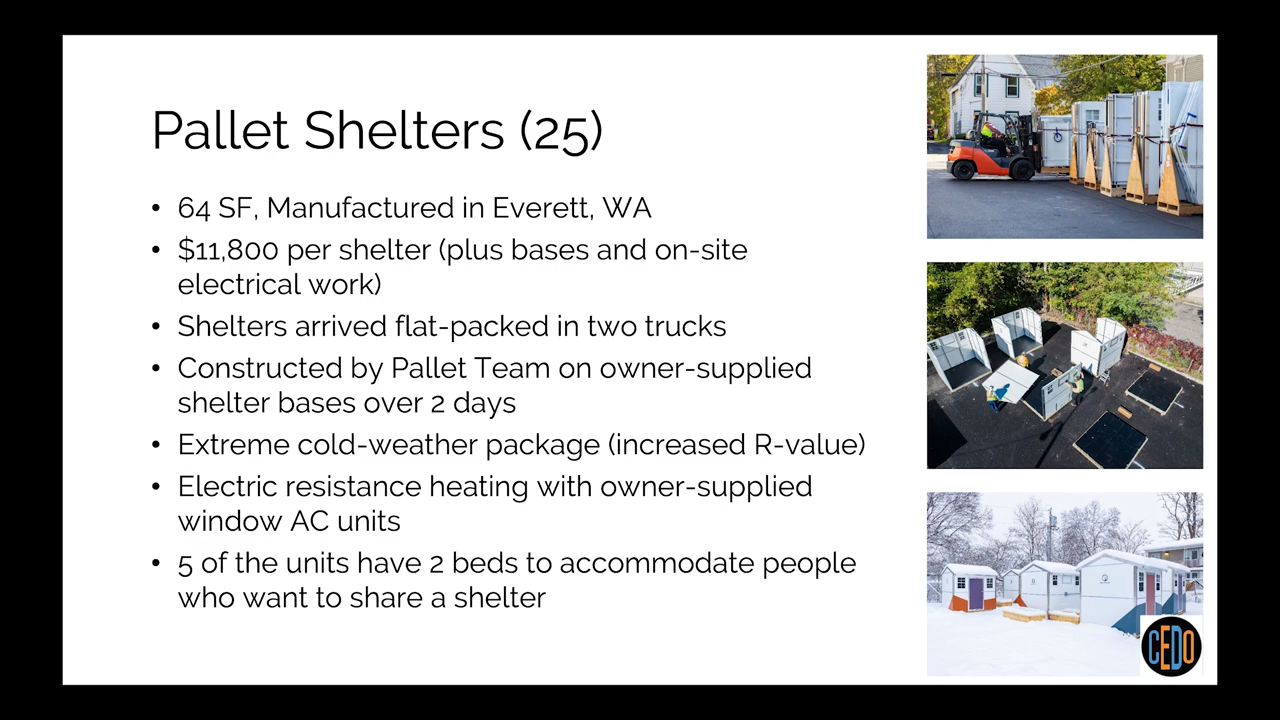 Pallet Shelters (25)
• 64 SF, Manufactured in Everett, WA
• $11,800 per shelter (plus bases and on-site
electrical work)
• Shelters arrived flat-packed in two trucks
• Constructed by Pallet Team on owner-supplied
shelter bases over 2 days
• Extreme cold-weather package (increased R-value)
• Electric resistance heating with owner-supplied
window AC units
• 5 of the units have 2 beds to accommodate people
who want to share a shelter
CEDO